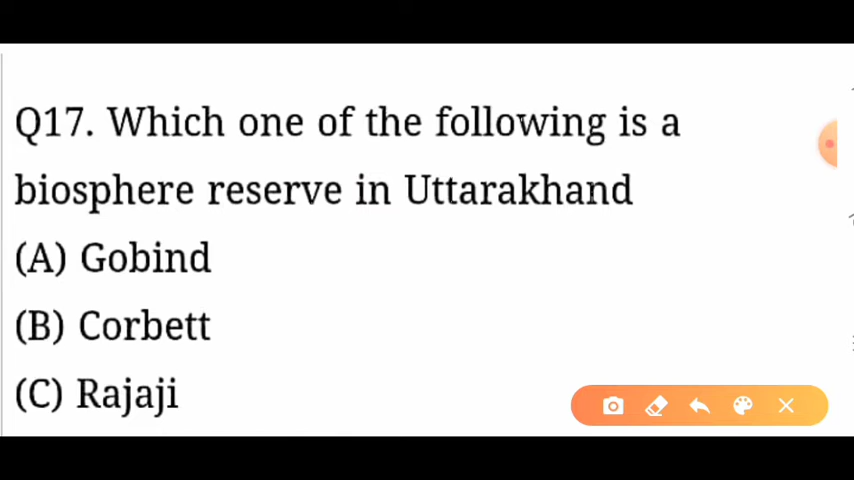 Q17. Which one of the following is a
biosphere reserve in Uttarakhand
(A) Gobind
(B) Corbett
(C) Rajaji